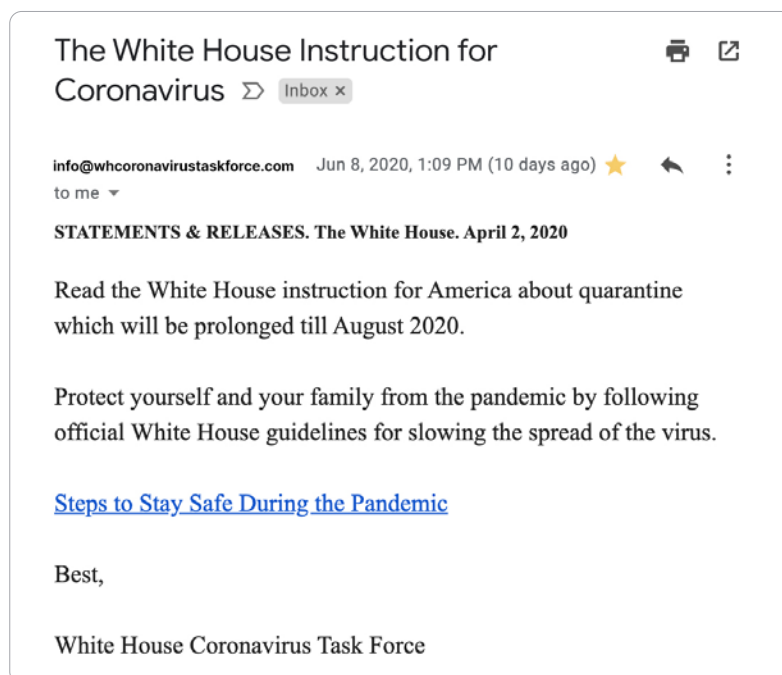 The White House Instruction for
Coronavirus Inbox ×
info@whcoronavirustaskforce.com Jun 8, 2020, 1:09 PM (10 days ago)
to me
STATEMENTS & RELEASES. The White House. April 2, 2020
Read the White House instruction for America about quarantine
which will be prolonged till August 2020.
Protect yourself and your family from the pandemic by following
official White House guidelines for slowing the spread of the virus.
Steps to Stay Safe During the Pandemic
Best,
White House Coronavirus Task Force